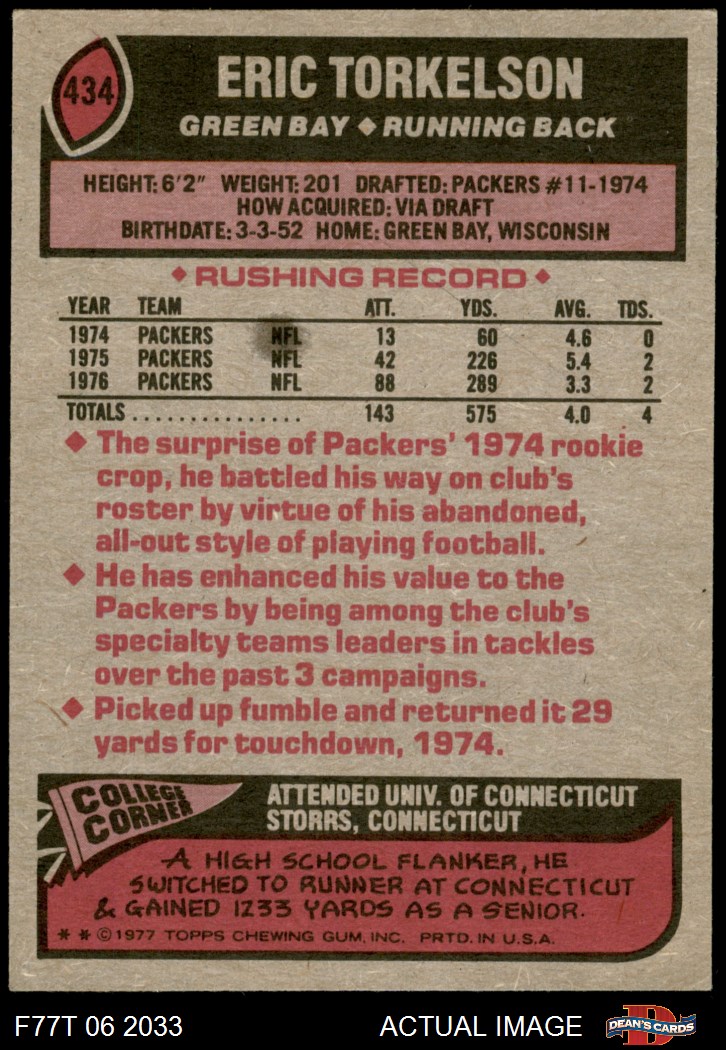 434
ERIC TORKELSON
GREEN BAY ◆ RUNNING BACK
HEIGHT: 6'2" WEIGHT: 201 DRAFTED: PACKERS #11-1974
HOW ACQUIRED: VIA DRAFT
BIRTHDATE: 3-3-52 HOME: GREEN BAY, WISCONSIN
◆ RUSHING RECORD ◆
YEAR TEAM ATT. YDS. AVG. TDS.
1974 PACKERS NFL 13 60 4.6 0
1975 PACKERS NFL 42 226 5.4 2
1976 PACKERS NFL 88 289 3.3 2
TOTALS ............... 143 575 4.0 4
◆ The surprise of Packers' 1974 rookie
crop, he battled his way on club's
roster by virtue of his abandoned,
all-out style of playing football.
◆ He has enhanced his value to the
Packers by being among the club's
specialty teams leaders in tackles
over the past 3 campaigns.
◆ Picked up fumble and returned it 29
yards for touchdown, 1974.
COLLEGE
CORNER
ATTENDED UNIV. OF CONNECTICUT
STORRS, CONNECTICUT
A HIGH SCHOOL FLANKER, HE
SWITCHED TO RUNNER AT CONNECTICUT
& GAINED 1233 YARDS AS A SENIOR.
* * © 1977 TOPPS CHEWING GUM, INC. PRTD. IN U.S.A.
F77T 06 2033 ACTUAL IMAGE
D
DEAN'S CARDS